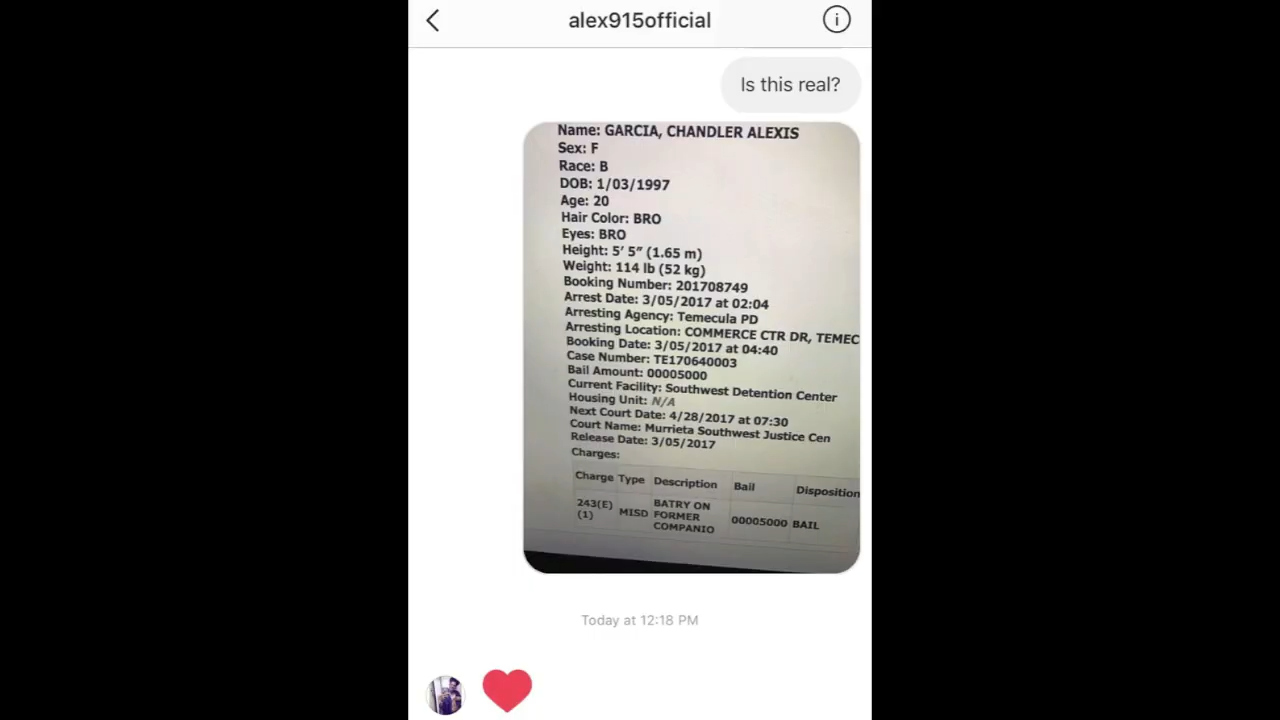 alex915official
Is this real?
Name: GARCIA, CHANDLER ALEXIS
Sex: F
Race: B
DOB: 1/03/1997
Age: 20
Hair Color: BRO
Eyes: BRO
Height: 5' 5" (1.65 m)
Weight: 114 lb (52 kg)
Booking Number: 201708749
Arrest Date: 3/05/2017 at 02:04
Arresting Agency: Temecula PD
Arresting Location: COMMERCE CTR DR, TEMEC
Booking Date: 3/05/2017 at 04:40
Case Number: TE170640003
Bail Amount: 00005000
Current Facility: Southwest Detention Center
Housing Unit: N/A
Next Court Date: 4/28/2017 at 07:30
Court Name: Murrieta Southwest Justice Cen
Release Date: 3/05/2017
Charges:
Charge Type Description Bail Disposition
243(E) MISD BATRY ON 00005000 BAIL
(1) FORMER
COMPANIO
Today at 12:18 PM